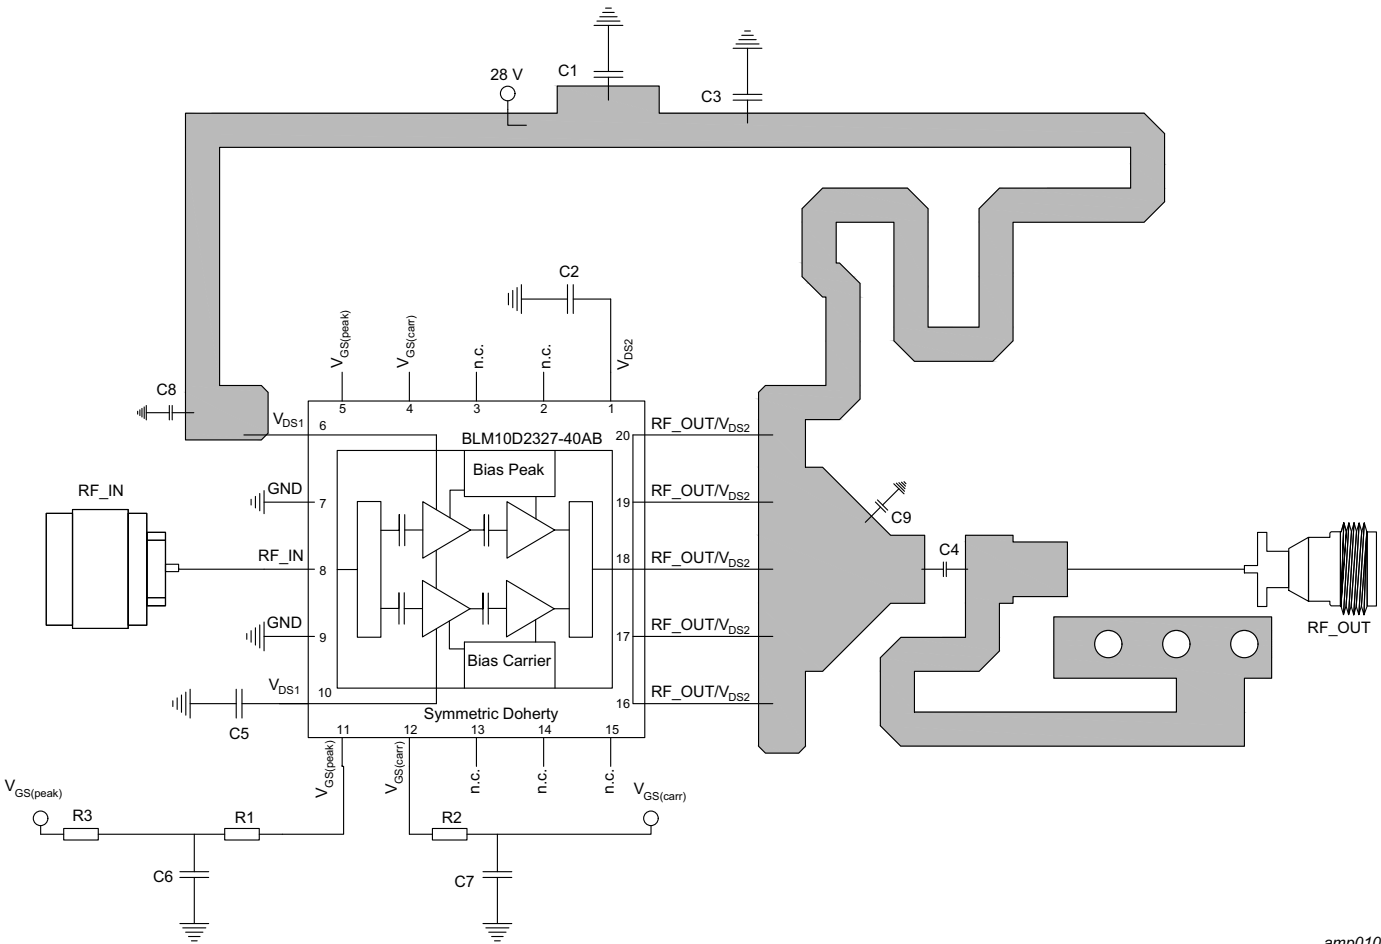 28 V
C1
C3
C2
V_GS(peak)
V_GS(carr)
n.c.
n.c.
V_DS2
C8
V_DS1
6
5
4
3
2
1
BLM10D2327-40AB
20
RF_OUT/V_DS2
Bias Peak
RF_IN
GND
7
19
RF_OUT/V_DS2
C9
RF_IN
8
18
RF_OUT/V_DS2
C4
GND
9
17
RF_OUT/V_DS2
RF_OUT
Bias Carrier
V_DS1
10
16
RF_OUT/V_DS2
C5
Symmetric Doherty
11
12
13
14
15
V_GS(peak)
V_GS(carr)
n.c.
n.c.
n.c.
V_GS(peak)
V_GS(carr)
R3
R1
R2
C6
C7
amp010